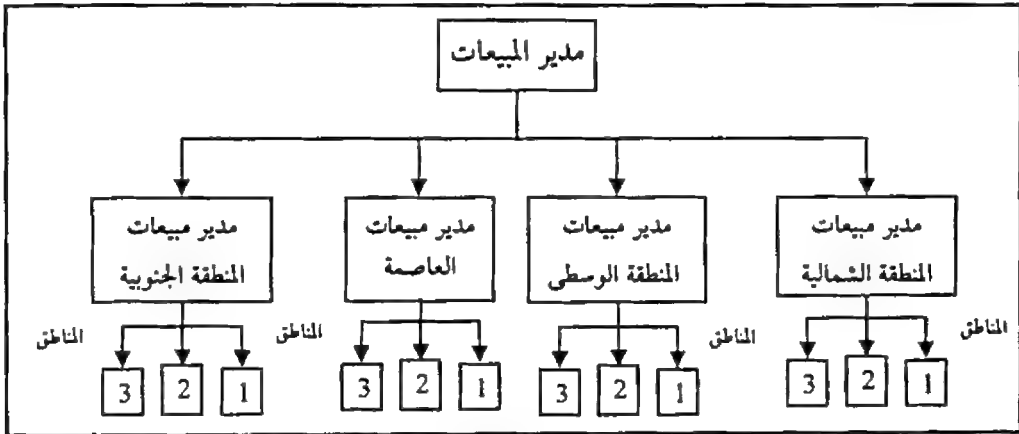 مدير المبيعات
مدير مبيعات
المنطقة الشمالية
مدير مبيعات
المنطقة الوسطى
مدير مبيعات
العاصمة
مدير مبيعات
المنطقة الجنوبية
المناطق
1 2 3
المناطق
1 2 3
المناطق
1 2 3
المناطق
1 2 3